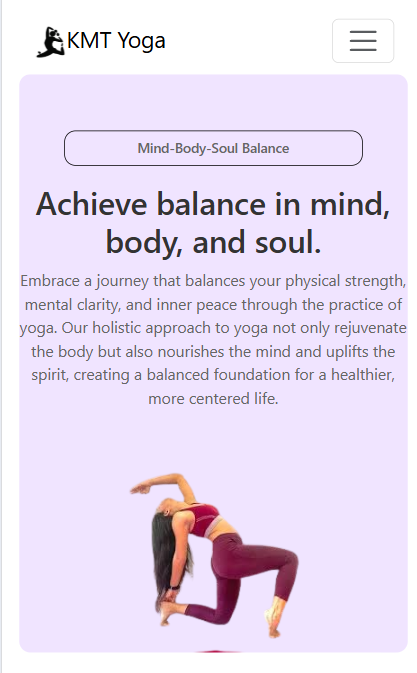 KMT Yoga
Mind-Body-Soul Balance
Achieve balance in mind,
body, and soul.
Embrace a journey that balances your physical strength,
mental clarity, and inner peace through the practice of
yoga. Our holistic approach to yoga not only rejuvenate
the body but also nourishes the mind and uplifts the
spirit, creating a balanced foundation for a healthier,
more centered life.